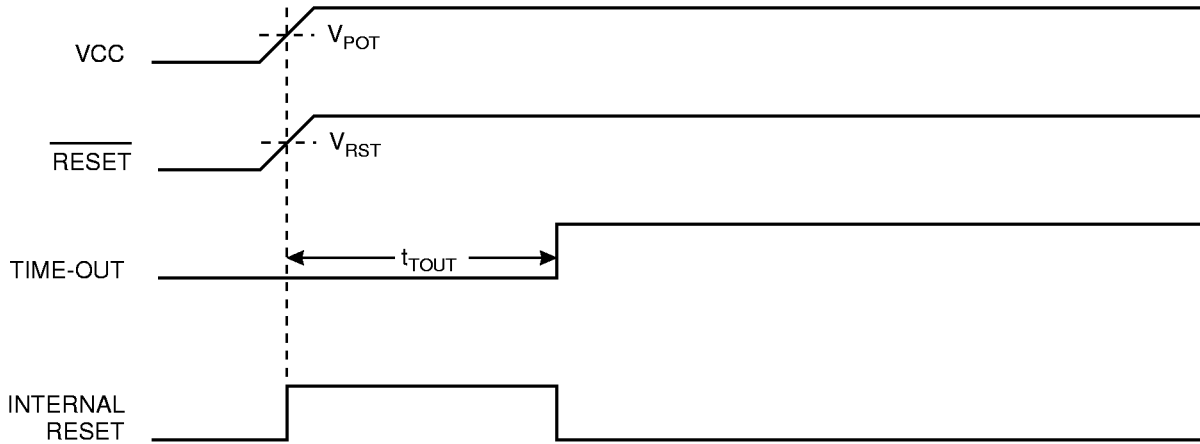 VCC
VPOT
RESET
VRST
TIME-OUT
tTOUT
INTERNAL
RESET